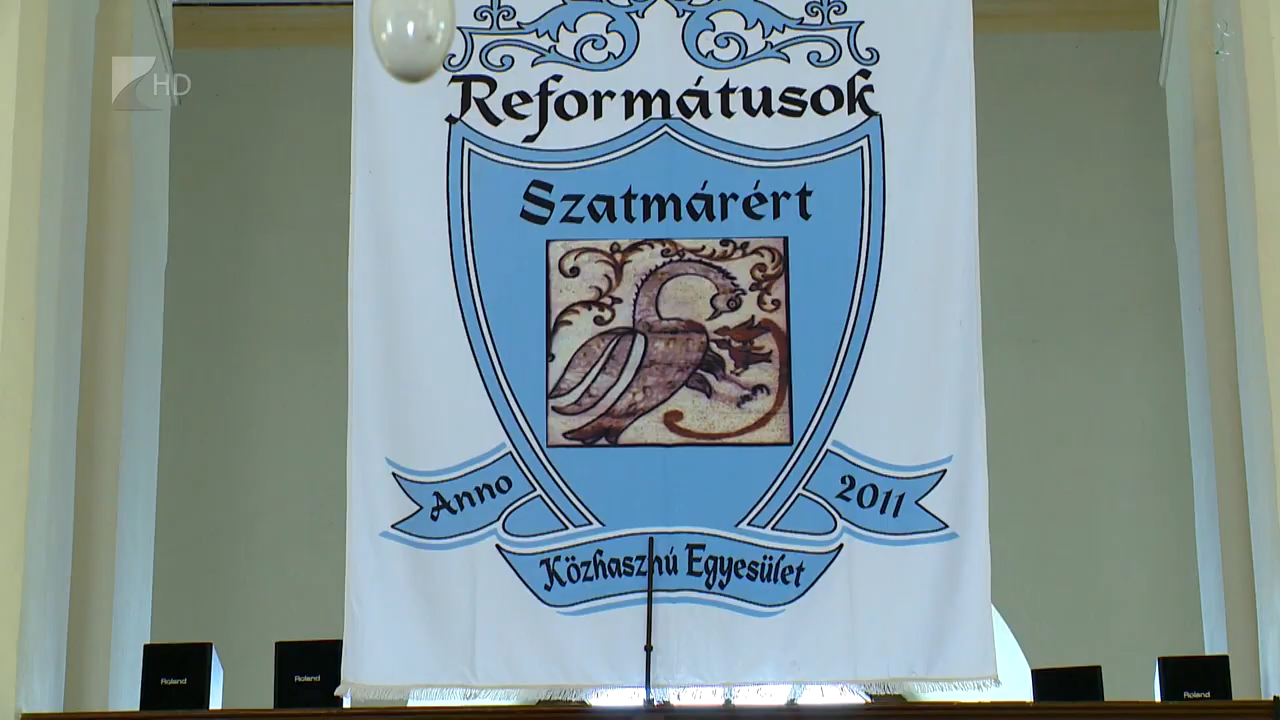 HD
Reformátusok
Szatmárért
Anno
2011
Közhasznú Egyesület
Roland
Roland
Roland